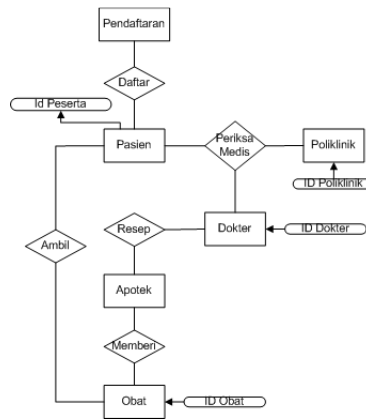 Pendaftaran
Daftar
Id Peserta
Pasien
Periksa
Medis
Poliklinik
ID Poliklinik
Resep
Dokter
ID Dokter
Ambil
Apotek
Memberi
Obat
ID Obat